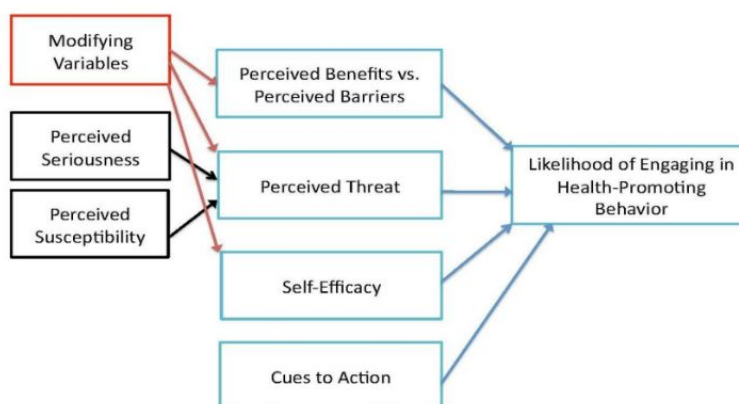 Modifying
Variables
Perceived Benefits vs.
Perceived Barriers
Perceived
Seriousness
Perceived Threat
Likelihood of Engaging in
Health-Promoting
Behavior
Perceived
Susceptibility
Self-Efficacy
Cues to Action